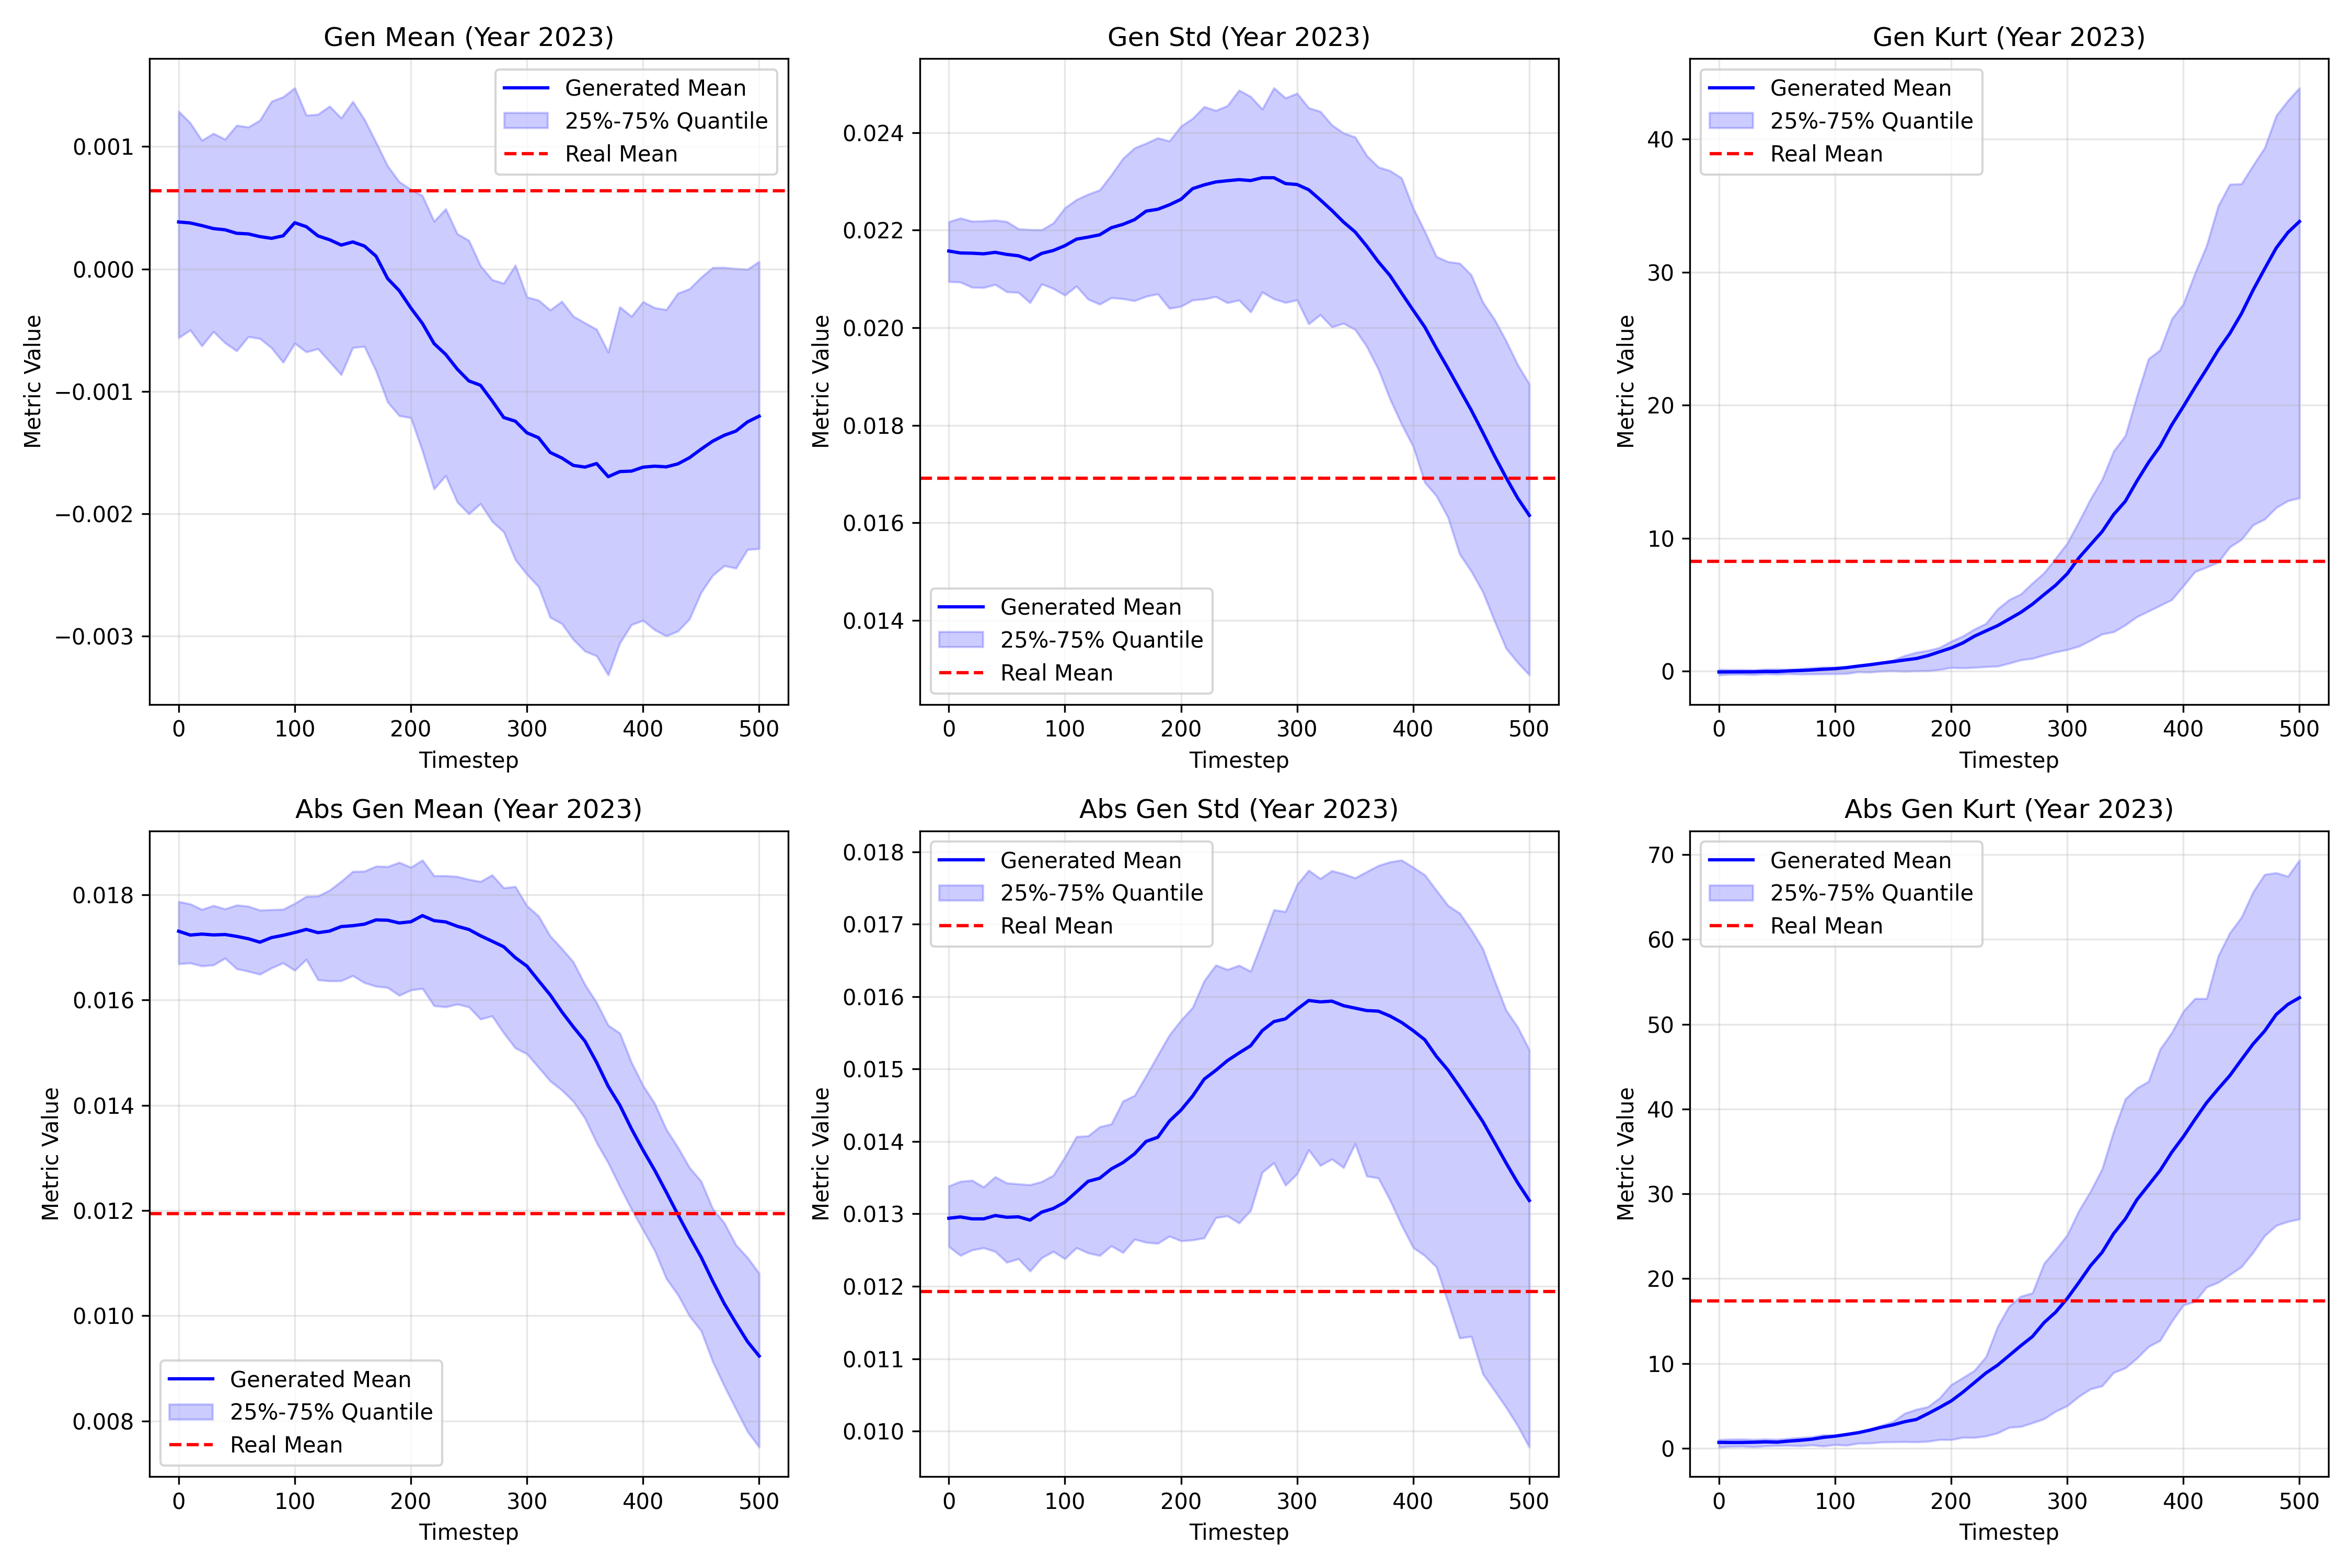 Gen Mean (Year 2023)
Metric Value
0.001
0.000
−0.001
−0.002
−0.003
Generated Mean
25%-75% Quantile
Real Mean
0 100 200 300 400 500
Timestep
Gen Std (Year 2023)
Metric Value
0.024
0.022
0.020
0.018
0.016
0.014
Generated Mean
25%-75% Quantile
Real Mean
0 100 200 300 400 500
Timestep
Gen Kurt (Year 2023)
Metric Value
40
30
20
10
0
Generated Mean
25%-75% Quantile
Real Mean
0 100 200 300 400 500
Timestep
Abs Gen Mean (Year 2023)
Metric Value
0.018
0.016
0.014
0.012
0.010
0.008
Generated Mean
25%-75% Quantile
Real Mean
0 100 200 300 400 500
Timestep
Abs Gen Std (Year 2023)
Metric Value
0.018
0.017
0.016
0.015
0.014
0.013
0.012
0.011
0.010
Generated Mean
25%-75% Quantile
Real Mean
0 100 200 300 400 500
Timestep
Abs Gen Kurt (Year 2023)
Metric Value
70
60
50
40
30
20
10
0
Generated Mean
25%-75% Quantile
Real Mean
0 100 200 300 400 500
Timestep